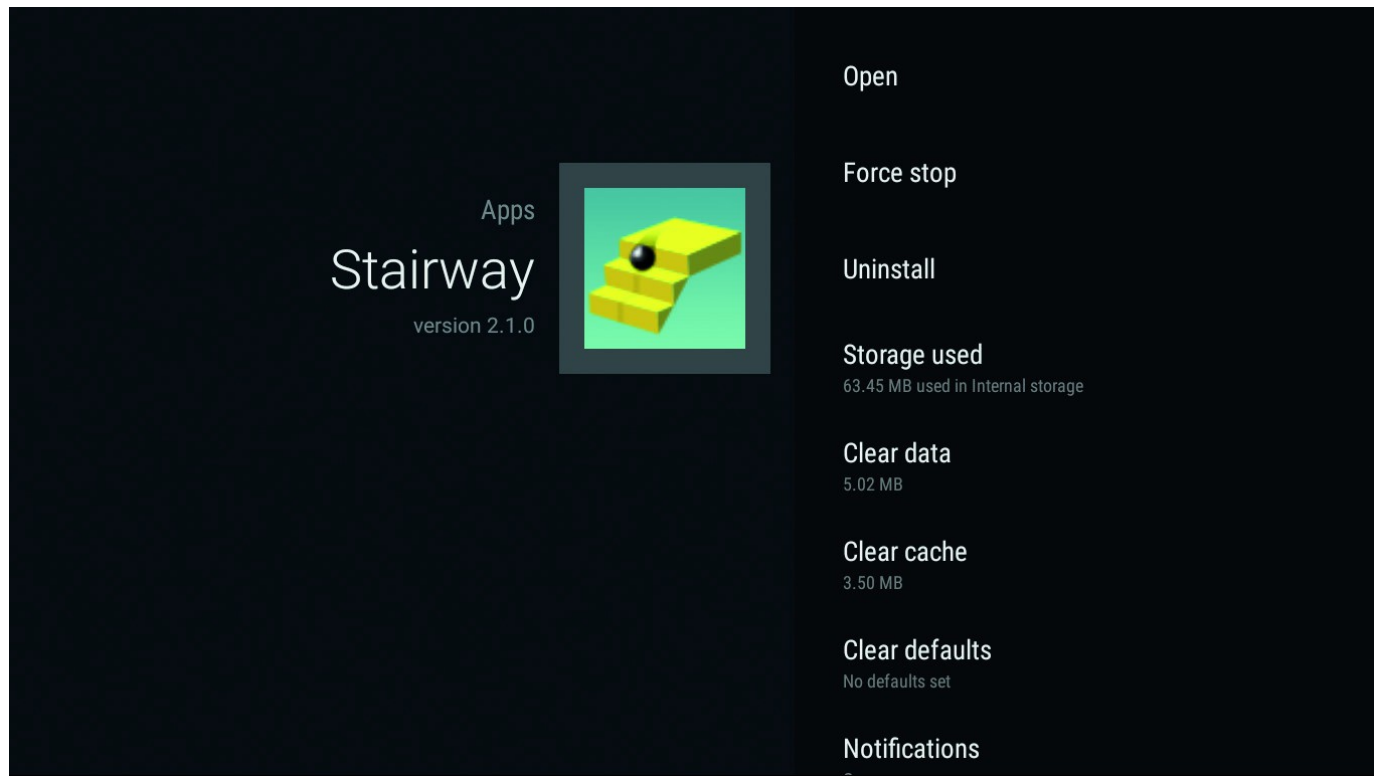 Apps
Stairway
version 2.1.0
Open
Force stop
Uninstall
Storage used
63.45 MB used in Internal storage
Clear data
5.02 MB
Clear cache
3.50 MB
Clear defaults
No defaults set
Notifications